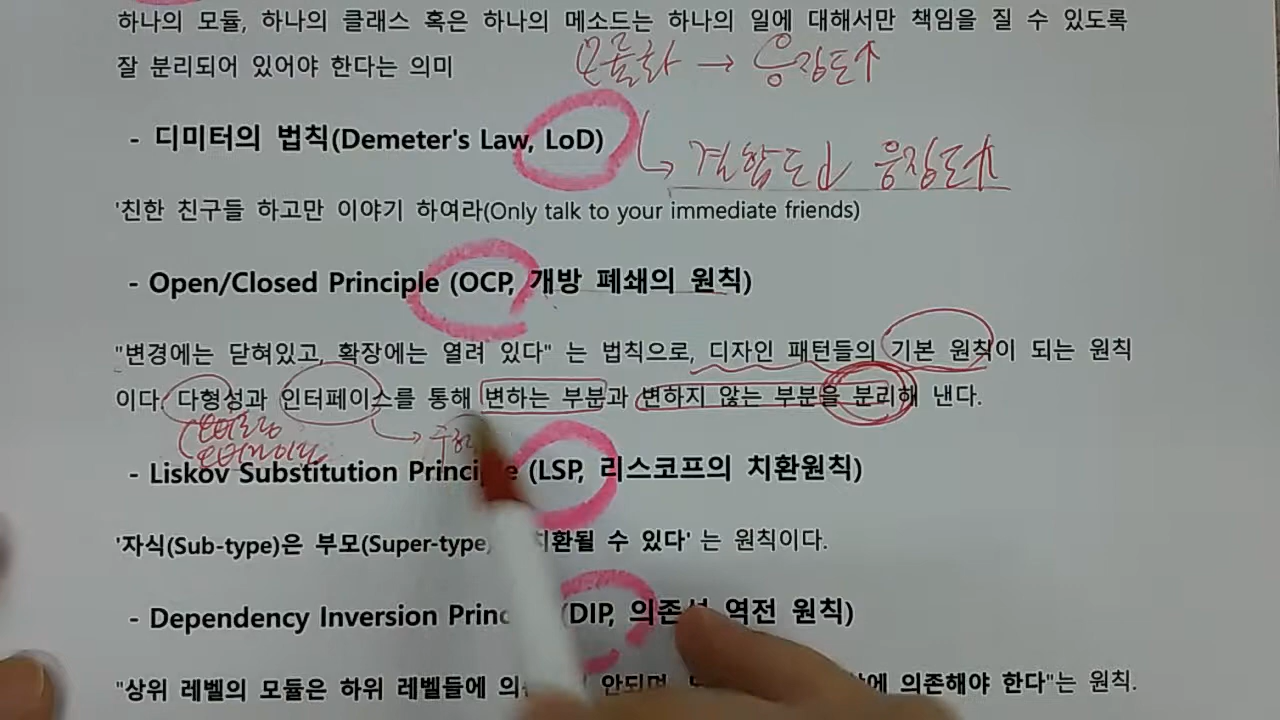 하나의 모듈, 하나의 클래스 혹은 하나의 메소드는 하나의 일에 대해서만 책임을 질 수 있도록
잘 분리되어 있어야 한다는 의미
모듈화 → 응집도↑
- 디미터의 법칙(Demeter's Law, LoD)
결합도↓ 응집도↑
'친한 친구들 하고만 이야기 하여라(Only talk to your immediate friends)
- Open/Closed Principle (OCP, 개방 폐쇄의 원칙)
"변경에는 닫혀있고, 확장에는 열려 있다" 는 법칙으로, 디자인 패턴들의 기본 원칙이 되는 원칙
이다. 다형성과 인터페이스를 통해 변하는 부분과 변하지 않는 부분을 분리해 낸다.
오버로딩
오버라이딩
- Liskov Substitution Principle (LSP, 리스코프의 치환원칙)
'자식(Sub-type)은 부모(Super-type) 치환될 수 있다' 는 원칙이다.
- Dependency Inversion (DIP, 의존성 역전 원칙)
"상위 레벨의 모듈은 하위 레벨들에 안되며, 의존해야 한다"는 원칙.